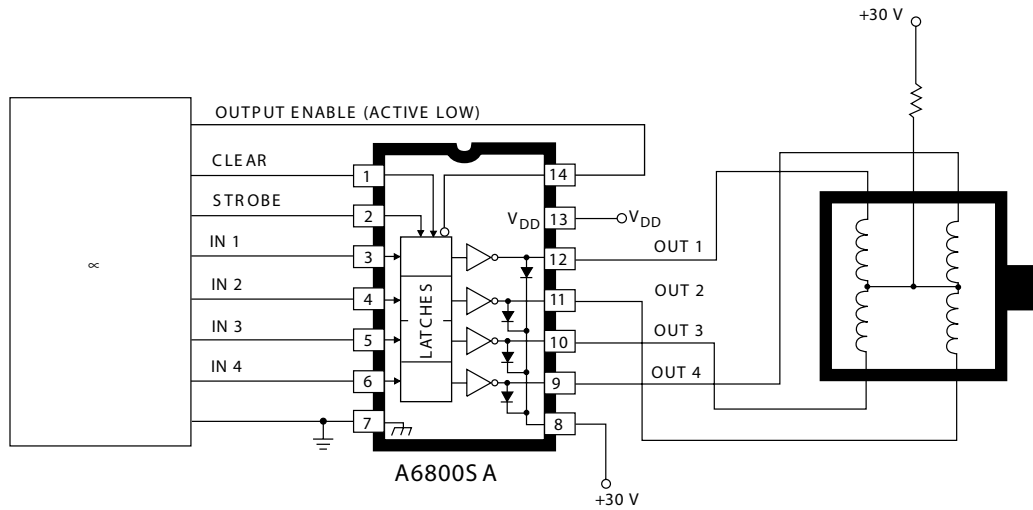 +30 V
OUTPUT ENABLE (ACTIVE LOW)
CLEAR
1
14
STROBE
2
VDD
13
VDD
IN 1
3
12
OUT 1
∝
IN 2
4
LATCHES
11
OUT 2
IN 3
5
10
OUT 3
IN 4
6
9
OUT 4
7
8
A6800SA
+30 V